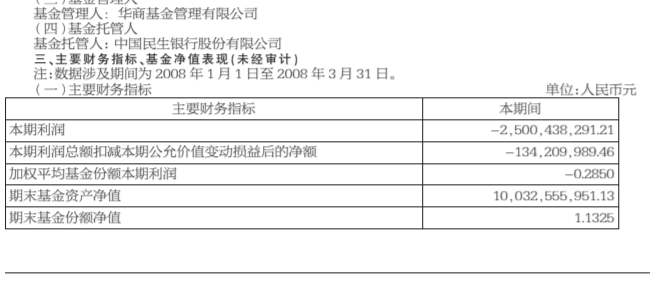 (三)基金管理人
基金管理人: 华商基金管理有限公司
(四)基金托管人
基金托管人: 中国民生银行股份有限公司
三、主要财务指标、基金净值表现(未经审计)
注:数据涉及期间为 2008 年 1 月 1 日至 2008 年 3 月 31 日。
(一)主要财务指标 单位:人民币元
主要财务指标 本期间
本期利润 -2,500,438,291.21
本期利润总额扣减本期公允价值变动损益后的净额 -134,209,989.46
加权平均基金份额本期利润 -0.2850
期末基金资产净值 10,032,555,951.13
期末基金份额净值 1.1325